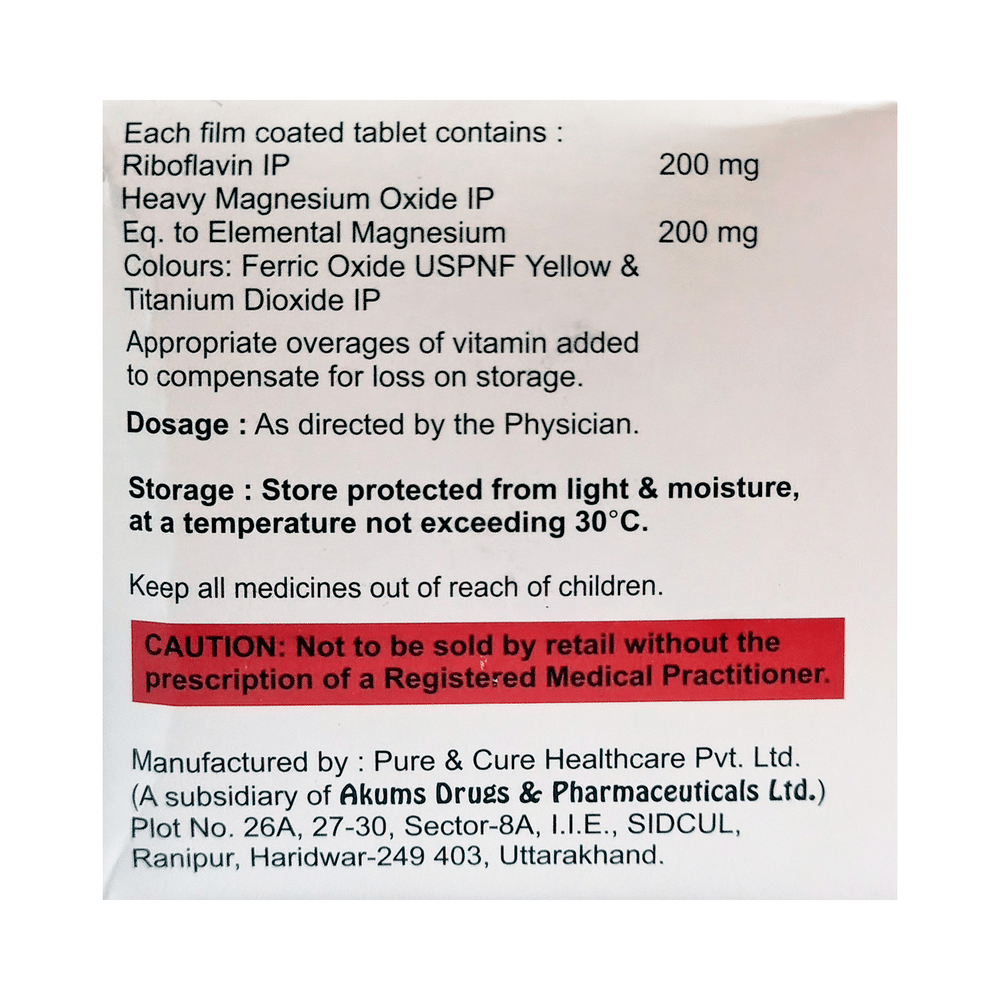 Each film coated tablet contains :
Riboflavin IP 200 mg
Heavy Magnesium Oxide IP
Eq. to Elemental Magnesium 200 mg
Colours: Ferric Oxide USPNF Yellow &
Titanium Dioxide IP
Appropriate overages of vitamin added
to compensate for loss on storage.
Dosage : As directed by the Physician.
Storage : Store protected from light & moisture,
at a temperature not exceeding 30°C.
Keep all medicines out of reach of children.
CAUTION: Not to be sold by retail without the
prescription of a Registered Medical Practitioner.
Manufactured by : Pure & Cure Healthcare Pvt. Ltd.
(A subsidiary of Akums Drugs & Pharmaceuticals Ltd.)
Plot No. 26A, 27-30, Sector-8A, I.I.E., SIDCUL,
Ranipur, Haridwar-249 403, Uttarakhand.